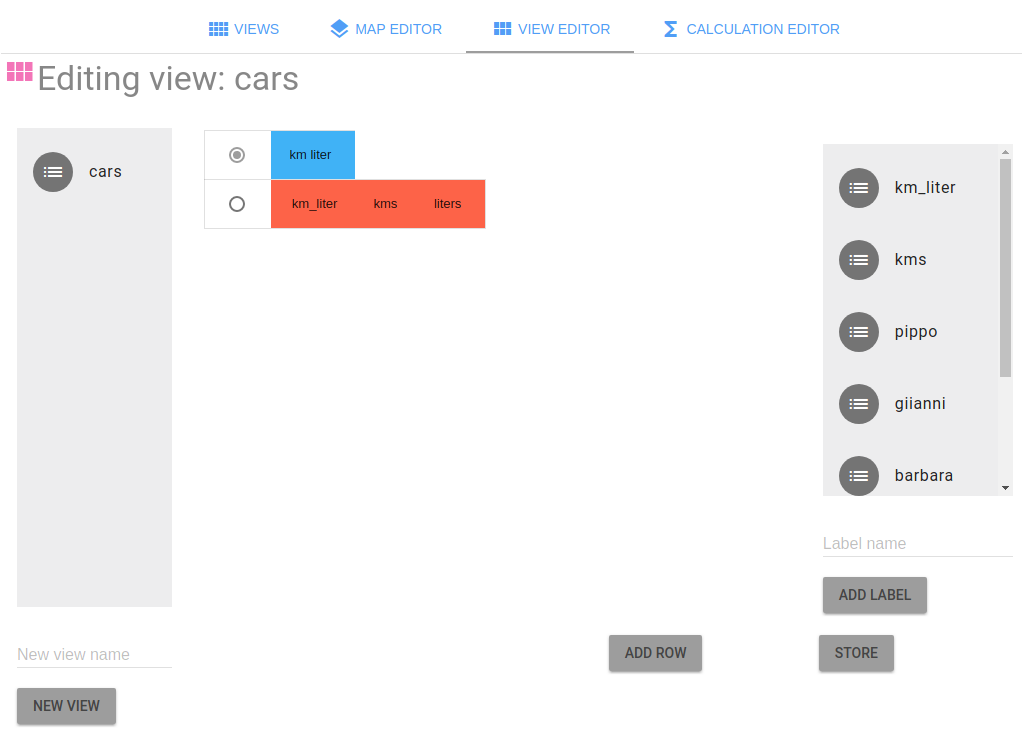 VIEWS MAP EDITOR VIEW EDITOR CALCULATION EDITOR
Editing view: cars
cars
km liter
km_liter kms liters
km_liter
kms
pippo
giianni
barbara
Label name
ADD LABEL
New view name
NEW VIEW
ADD ROW
STORE